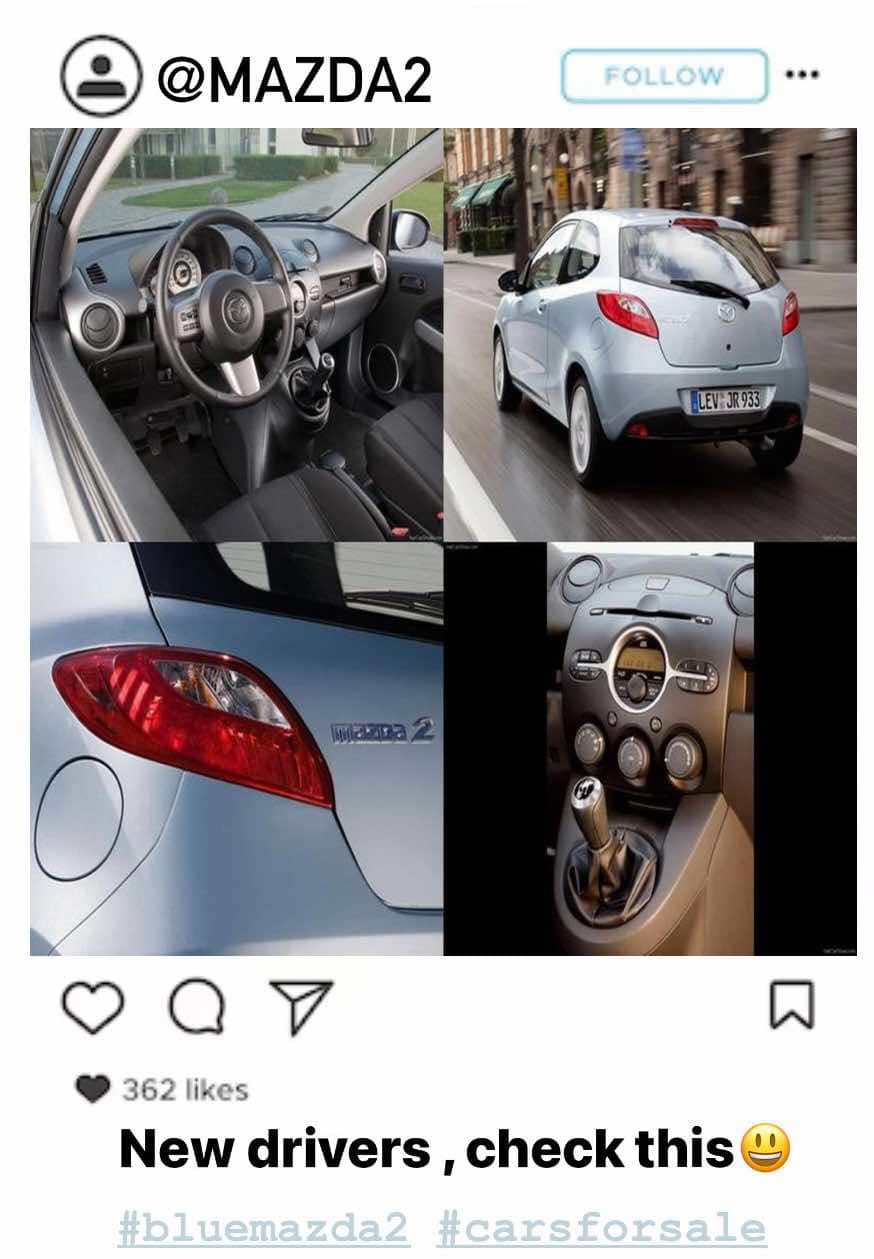 @MAZDA2
FOLLOW
LEV JR 933
mazda 2
362 likes
New drivers , check this😃
#bluemazda2 #carsforsale